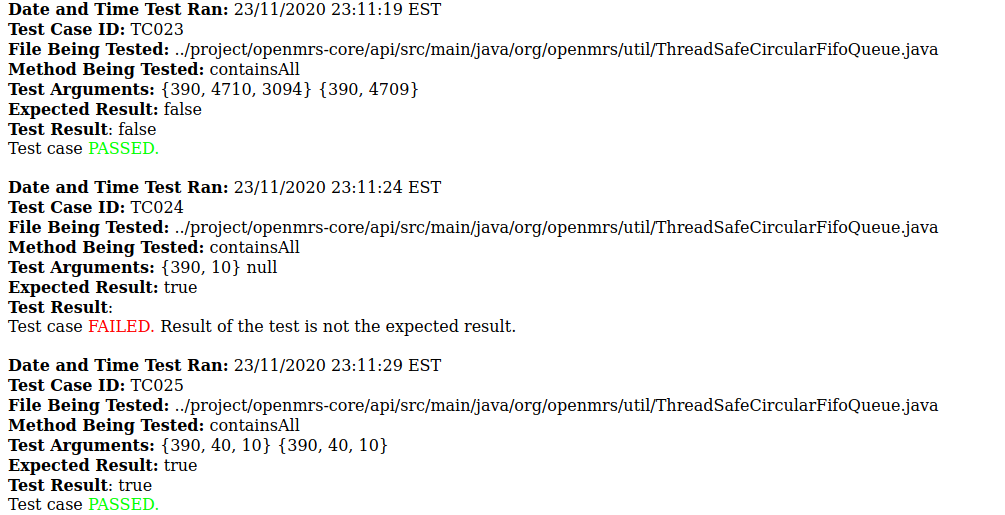 Date and Time Test Ran: 23/11/2020 23:11:19 EST
Test Case ID: TC023
File Being Tested: ../project/openmrs-core/api/src/main/java/org/openmrs/util/ThreadSafeCircularFifoQueue.java
Method Being Tested: containsAll
Test Arguments: {390, 4710, 3094} {390, 4709}
Expected Result: false
Test Result: false
Test case PASSED.
Date and Time Test Ran: 23/11/2020 23:11:24 EST
Test Case ID: TC024
File Being Tested: ../project/openmrs-core/api/src/main/java/org/openmrs/util/ThreadSafeCircularFifoQueue.java
Method Being Tested: containsAll
Test Arguments: {390, 10} null
Expected Result: true
Test Result:
Test case FAILED. Result of the test is not the expected result.
Date and Time Test Ran: 23/11/2020 23:11:29 EST
Test Case ID: TC025
File Being Tested: ../project/openmrs-core/api/src/main/java/org/openmrs/util/ThreadSafeCircularFifoQueue.java
Method Being Tested: containsAll
Test Arguments: {390, 40, 10} {390, 40, 10}
Expected Result: true
Test Result: true
Test case PASSED.